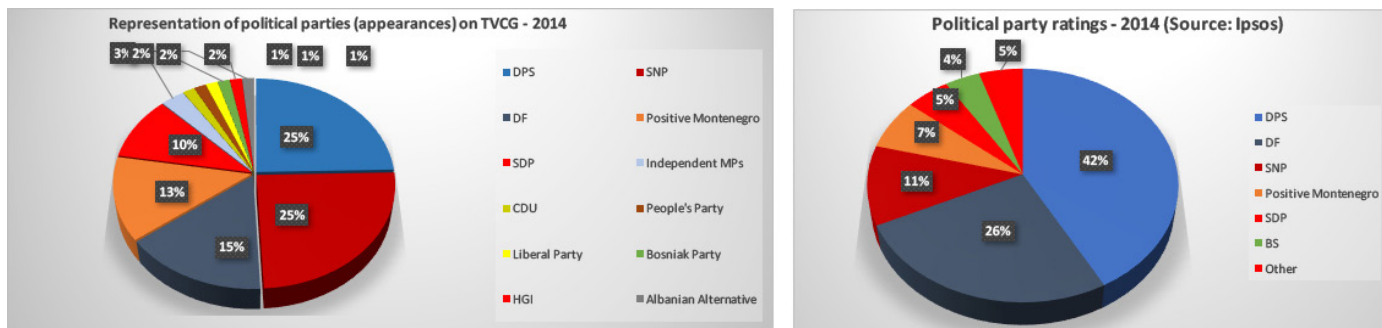 Representation of political parties (appearances) on TVCG - 2014
3% 2% 2% 2% 1% 1% 1%
25%
25%
15%
13%
10%
DPS SNP
DF Positive Montenegro
SDP Independent MPs
CDU People's Party
Liberal Party Bosniak Party
HGI Albanian Alternative
Political party ratings - 2014 (Source: Ipsos)
42%
26%
11%
7%
5%
4%
5%
DPS
DF
SNP
Positive Montenegro
SDP
BS
Other